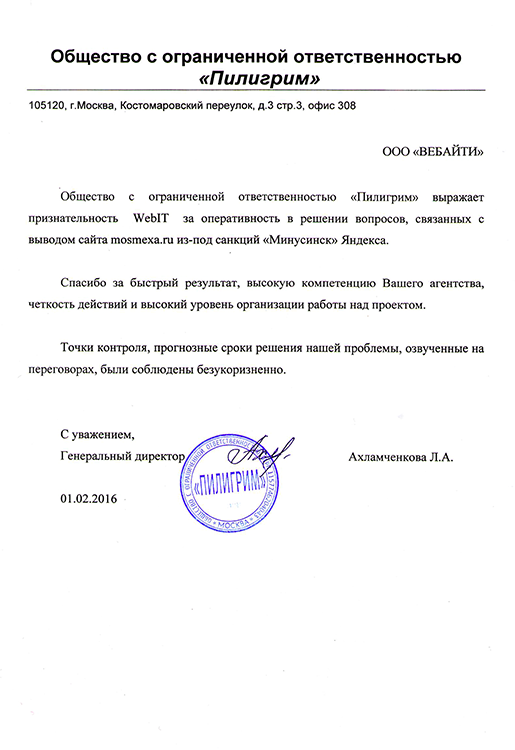 Общество с ограниченной ответственностью
«Пилигрим»
105120, г.Москва, Костомаровский переулок, д.3 стр.3, офис 308
ООО «ВЕБАЙТИ»
Общество с ограниченной ответственностью «Пилигрим» выражает
признательность WebIT за оперативность в решении вопросов, связанных с
выводом сайта mosmexa.ru из-под санкций «Минусинск» Яндекса.
Спасибо за быстрый результат, высокую компетенцию Вашего агентства,
четкость действий и высокий уровень организации работы над проектом.
Точки контроля, прогнозные сроки решения нашей проблемы, озвученные на
переговорах, были соблюдены безукоризненно.
С уважением,
Генеральный директор
Ахламченкова Л.А.
01.02.2016
ОБЩЕСТВО С ОГРАНИЧЕННОЙ ОТВЕТСТВЕННОСТЬЮ
«ПИЛИГРИМ»
МОСКВА